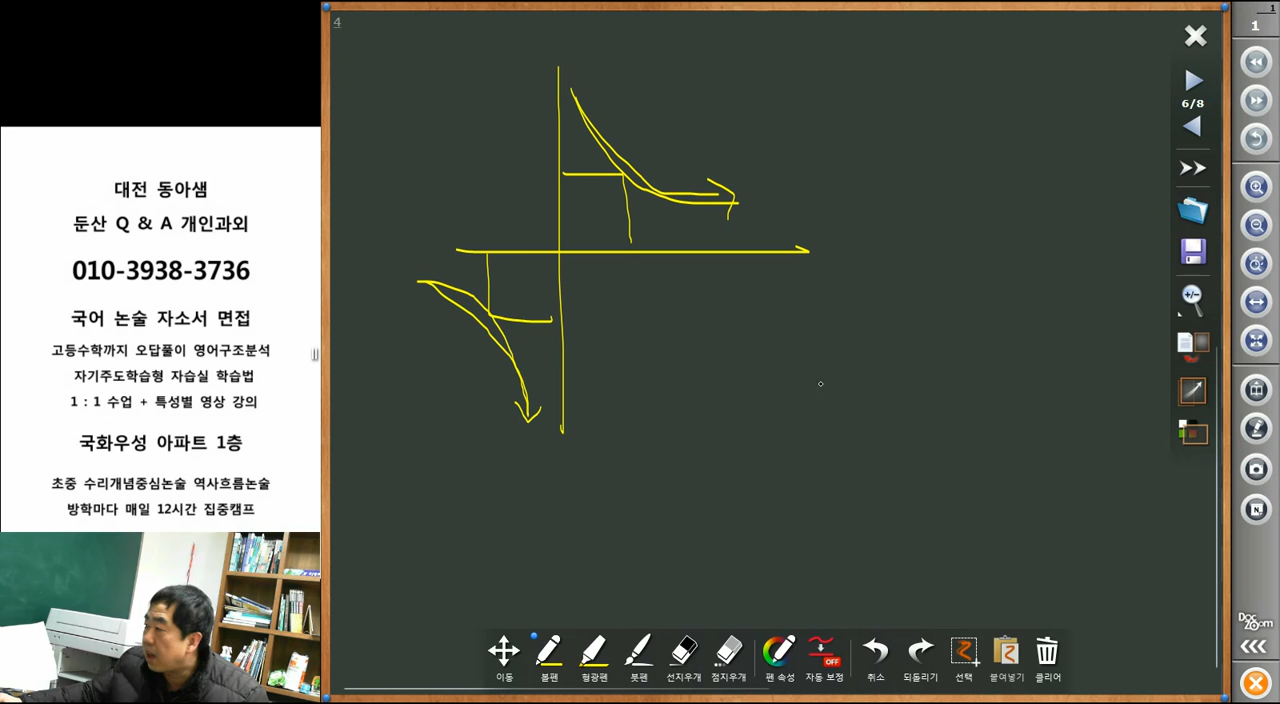 대전 동아샘
둔산 Q & A 개인과외
010-3938-3736
국어 논술 자소서 면접
고등수학까지 오답풀이 영어구조분석
자기주도학습형 자습실 학습법
1 : 1 수업 + 특성별 영상 강의
국화우성 아파트 1층
초중 수리개념중심논술 역사흐름논술
방학마다 매일 12시간 집중캠프
4
6/8
1
1
Doc Zoom
OFF
이동 볼펜 형광펜 붓펜 선지우개 점지우개 펜 속성 자동 보정 취소 되돌리기 선택 붙여넣기 클리어